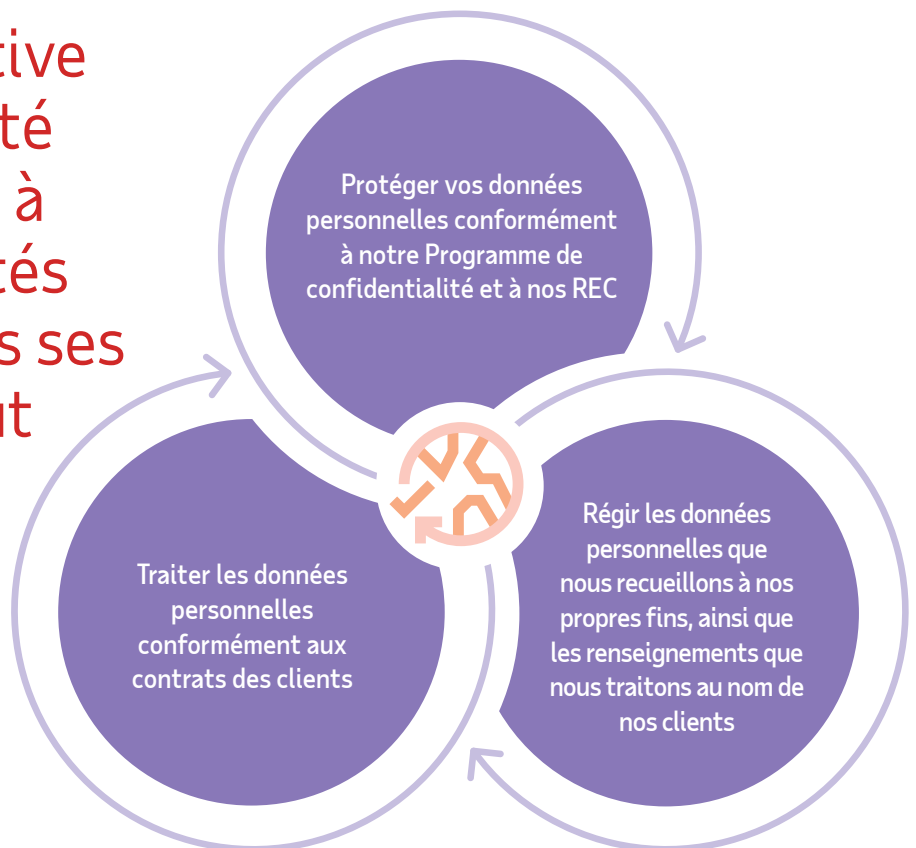 tive
té
à
tés
s ses
ut
Protéger vos données
personnelles conformément
à notre Programme de
confidentialité et à nos REC
Traiter les données
personnelles
conformément aux
contrats des clients
Régir les données
personnelles que
nous recueillons à nos
propres fins, ainsi que
les renseignements que
nous traitons au nom de
nos clients